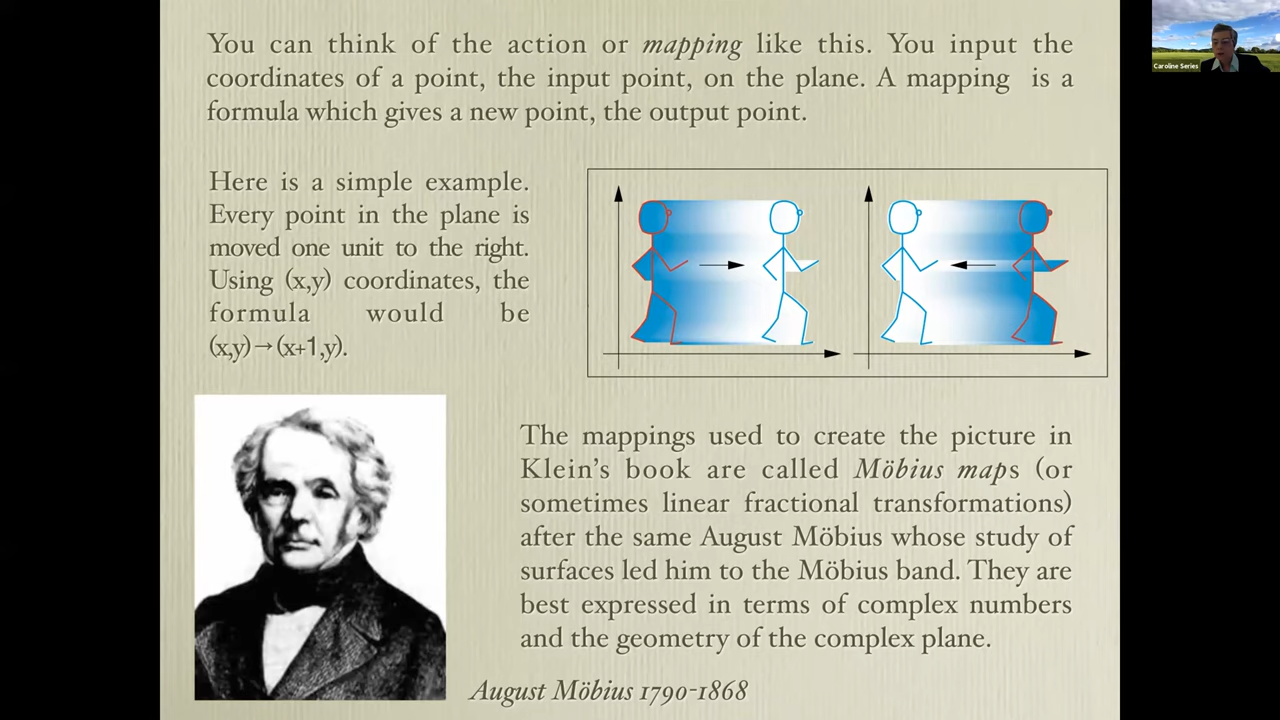 You can think of the action or mapping like this. You input the
coordinates of a point, the input point, on the plane. A mapping is a
formula which gives a new point, the output point.
Here is a simple example.
Every point in the plane is
moved one unit to the right.
Using (x,y) coordinates, the
formula would be
(x,y)→(x+1,y).
The mappings used to create the picture in
Klein's book are called Möbius maps (or
sometimes linear fractional transformations)
after the same August Möbius whose study of
surfaces led him to the Möbius band. They are
best expressed in terms of complex numbers
and the geometry of the complex plane.
August Möbius 1790-1868
Caroline Series